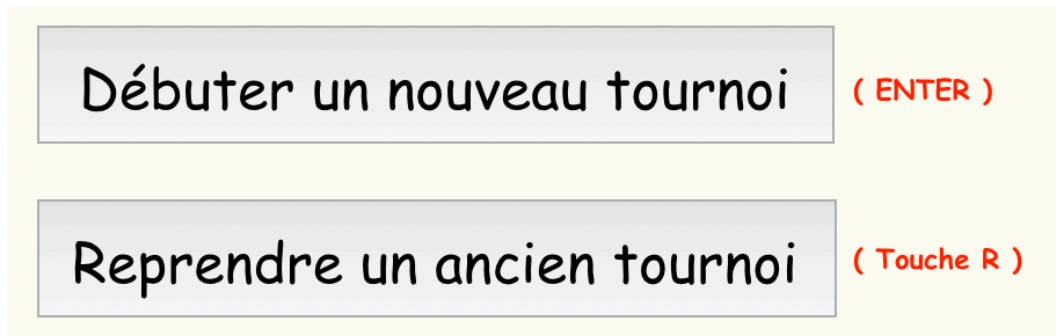 Débuter un nouveau tournoi ( ENTER )
Reprendre un ancien tournoi ( Touche R )